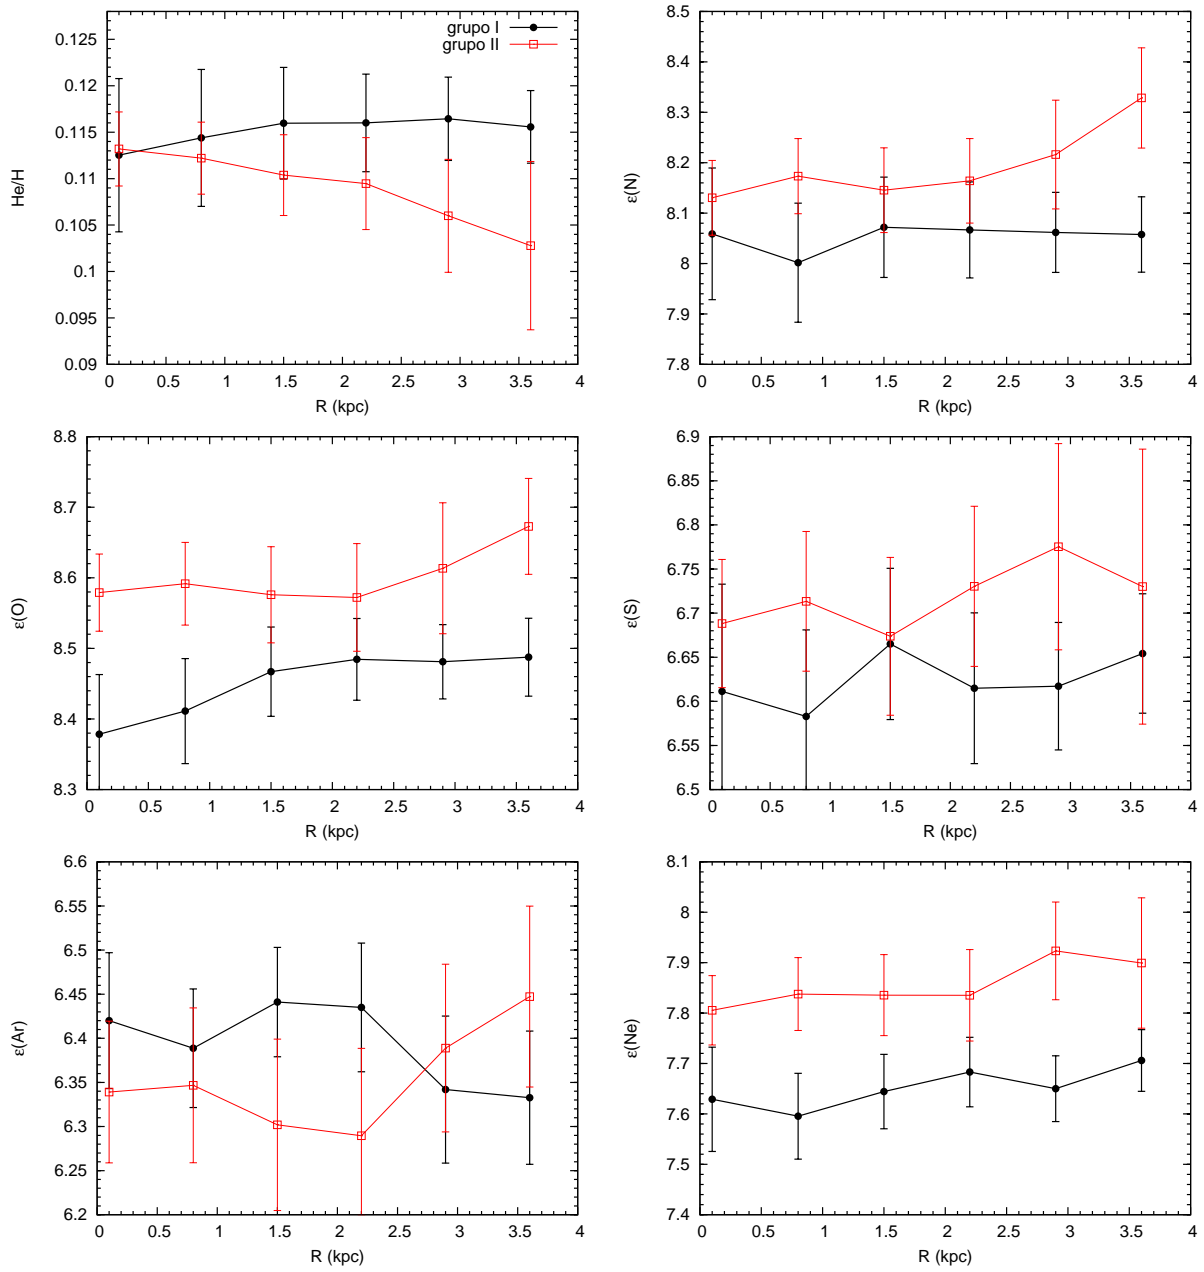 grupo I
grupo II
0.125
0.12
0.115
0.11
0.105
0.1
0.095
0.09
He/H
0 0.5 1 1.5 2 2.5 3 3.5 4
R (kpc)
8.5
8.4
8.3
8.2
8.1
8
7.9
7.8
ε(N)
0 0.5 1 1.5 2 2.5 3 3.5 4
R (kpc)
8.8
8.7
8.6
8.5
8.4
8.3
ε(O)
0 0.5 1 1.5 2 2.5 3 3.5 4
R (kpc)
6.9
6.85
6.8
6.75
6.7
6.65
6.6
6.55
6.5
ε(S)
0 0.5 1 1.5 2 2.5 3 3.5 4
R (kpc)
6.6
6.55
6.5
6.45
6.4
6.35
6.3
6.25
6.2
ε(Ar)
0 0.5 1 1.5 2 2.5 3 3.5 4
R (kpc)
8.1
8
7.9
7.8
7.7
7.6
7.5
7.4
ε(Ne)
0 0.5 1 1.5 2 2.5 3 3.5 4
R (kpc)